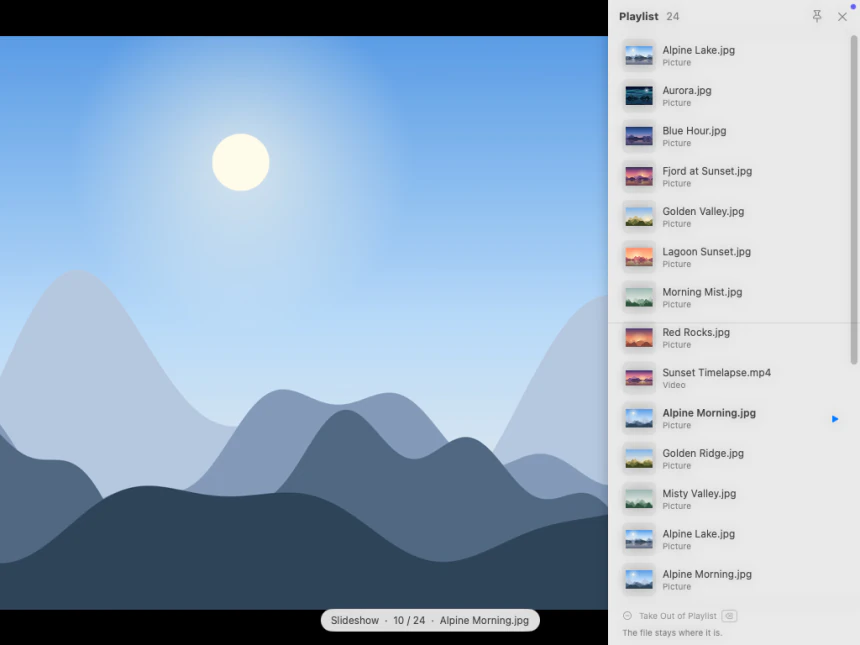 Playlist 24
Alpine Lake.jpg
Picture
Aurora.jpg
Picture
Blue Hour.jpg
Picture
Fjord at Sunset.jpg
Picture
Golden Valley.jpg
Picture
Lagoon Sunset.jpg
Picture
Morning Mist.jpg
Picture
Red Rocks.jpg
Picture
Sunset Timelapse.mp4
Video
Alpine Morning.jpg
Picture
Golden Ridge.jpg
Picture
Misty Valley.jpg
Picture
Alpine Lake.jpg
Picture
Alpine Morning.jpg
Picture
Take Out of Playlist
The file stays where it is.
Slideshow · 10 / 24 · Alpine Morning.jpg